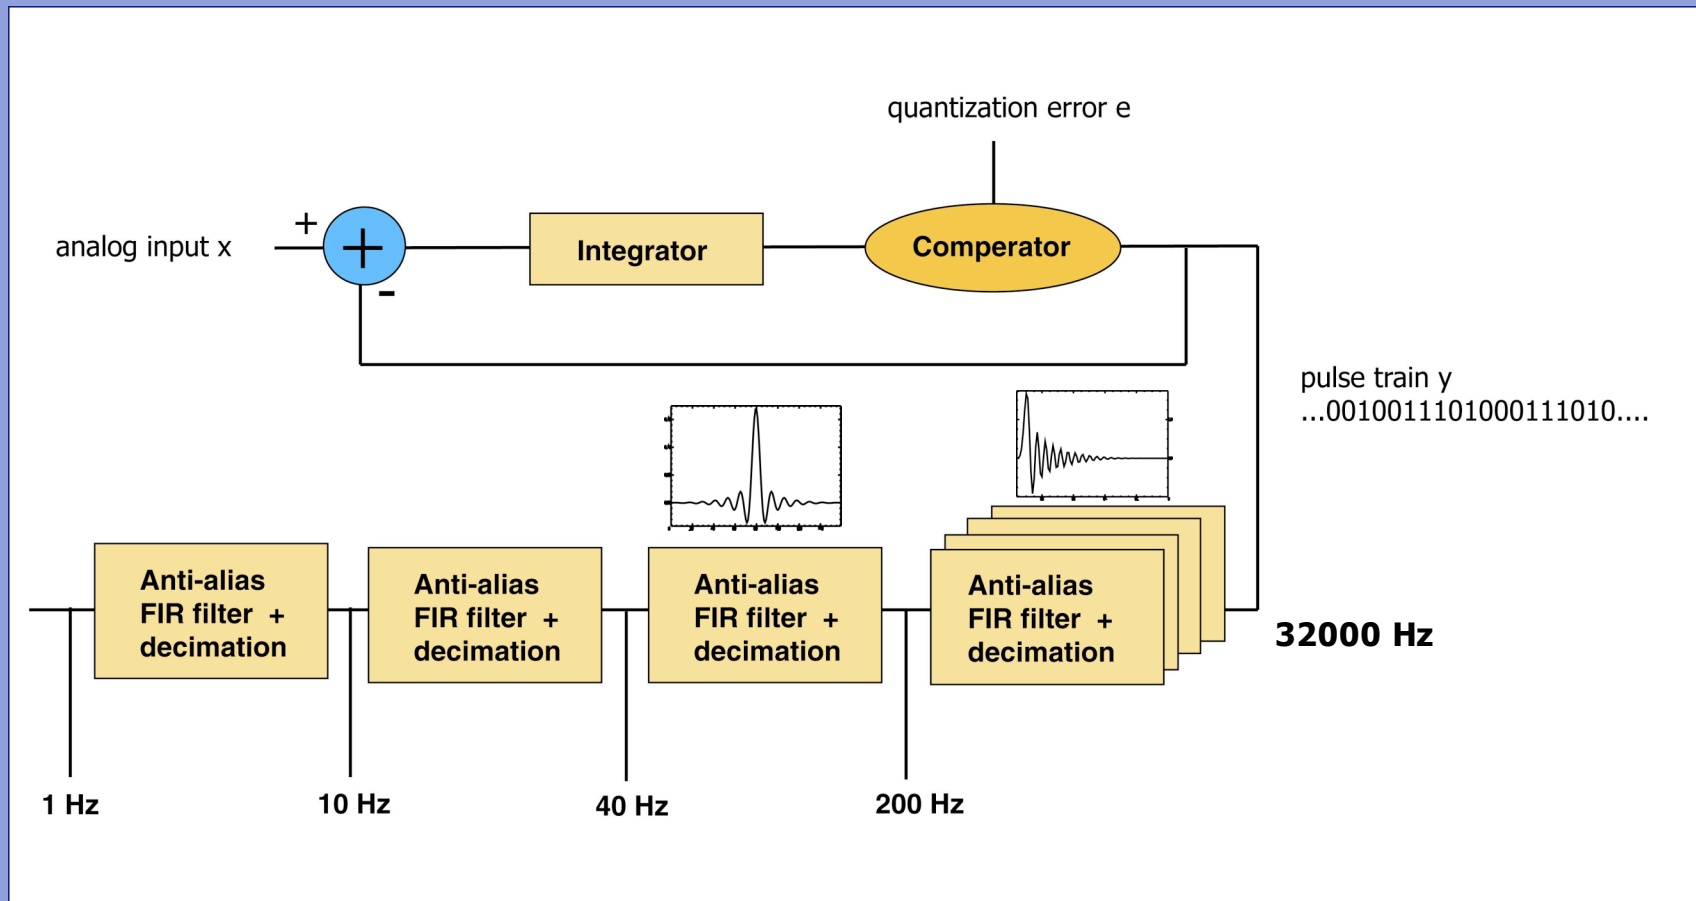 quantization error e
analog input x
+
+
-
Integrator
Comperator
pulse train y
...0010011101000111010....
Anti-alias
FIR filter +
decimation
Anti-alias
FIR filter +
decimation
Anti-alias
FIR filter +
decimation
Anti-alias
FIR filter +
decimation
32000 Hz
1 Hz
10 Hz
40 Hz
200 Hz